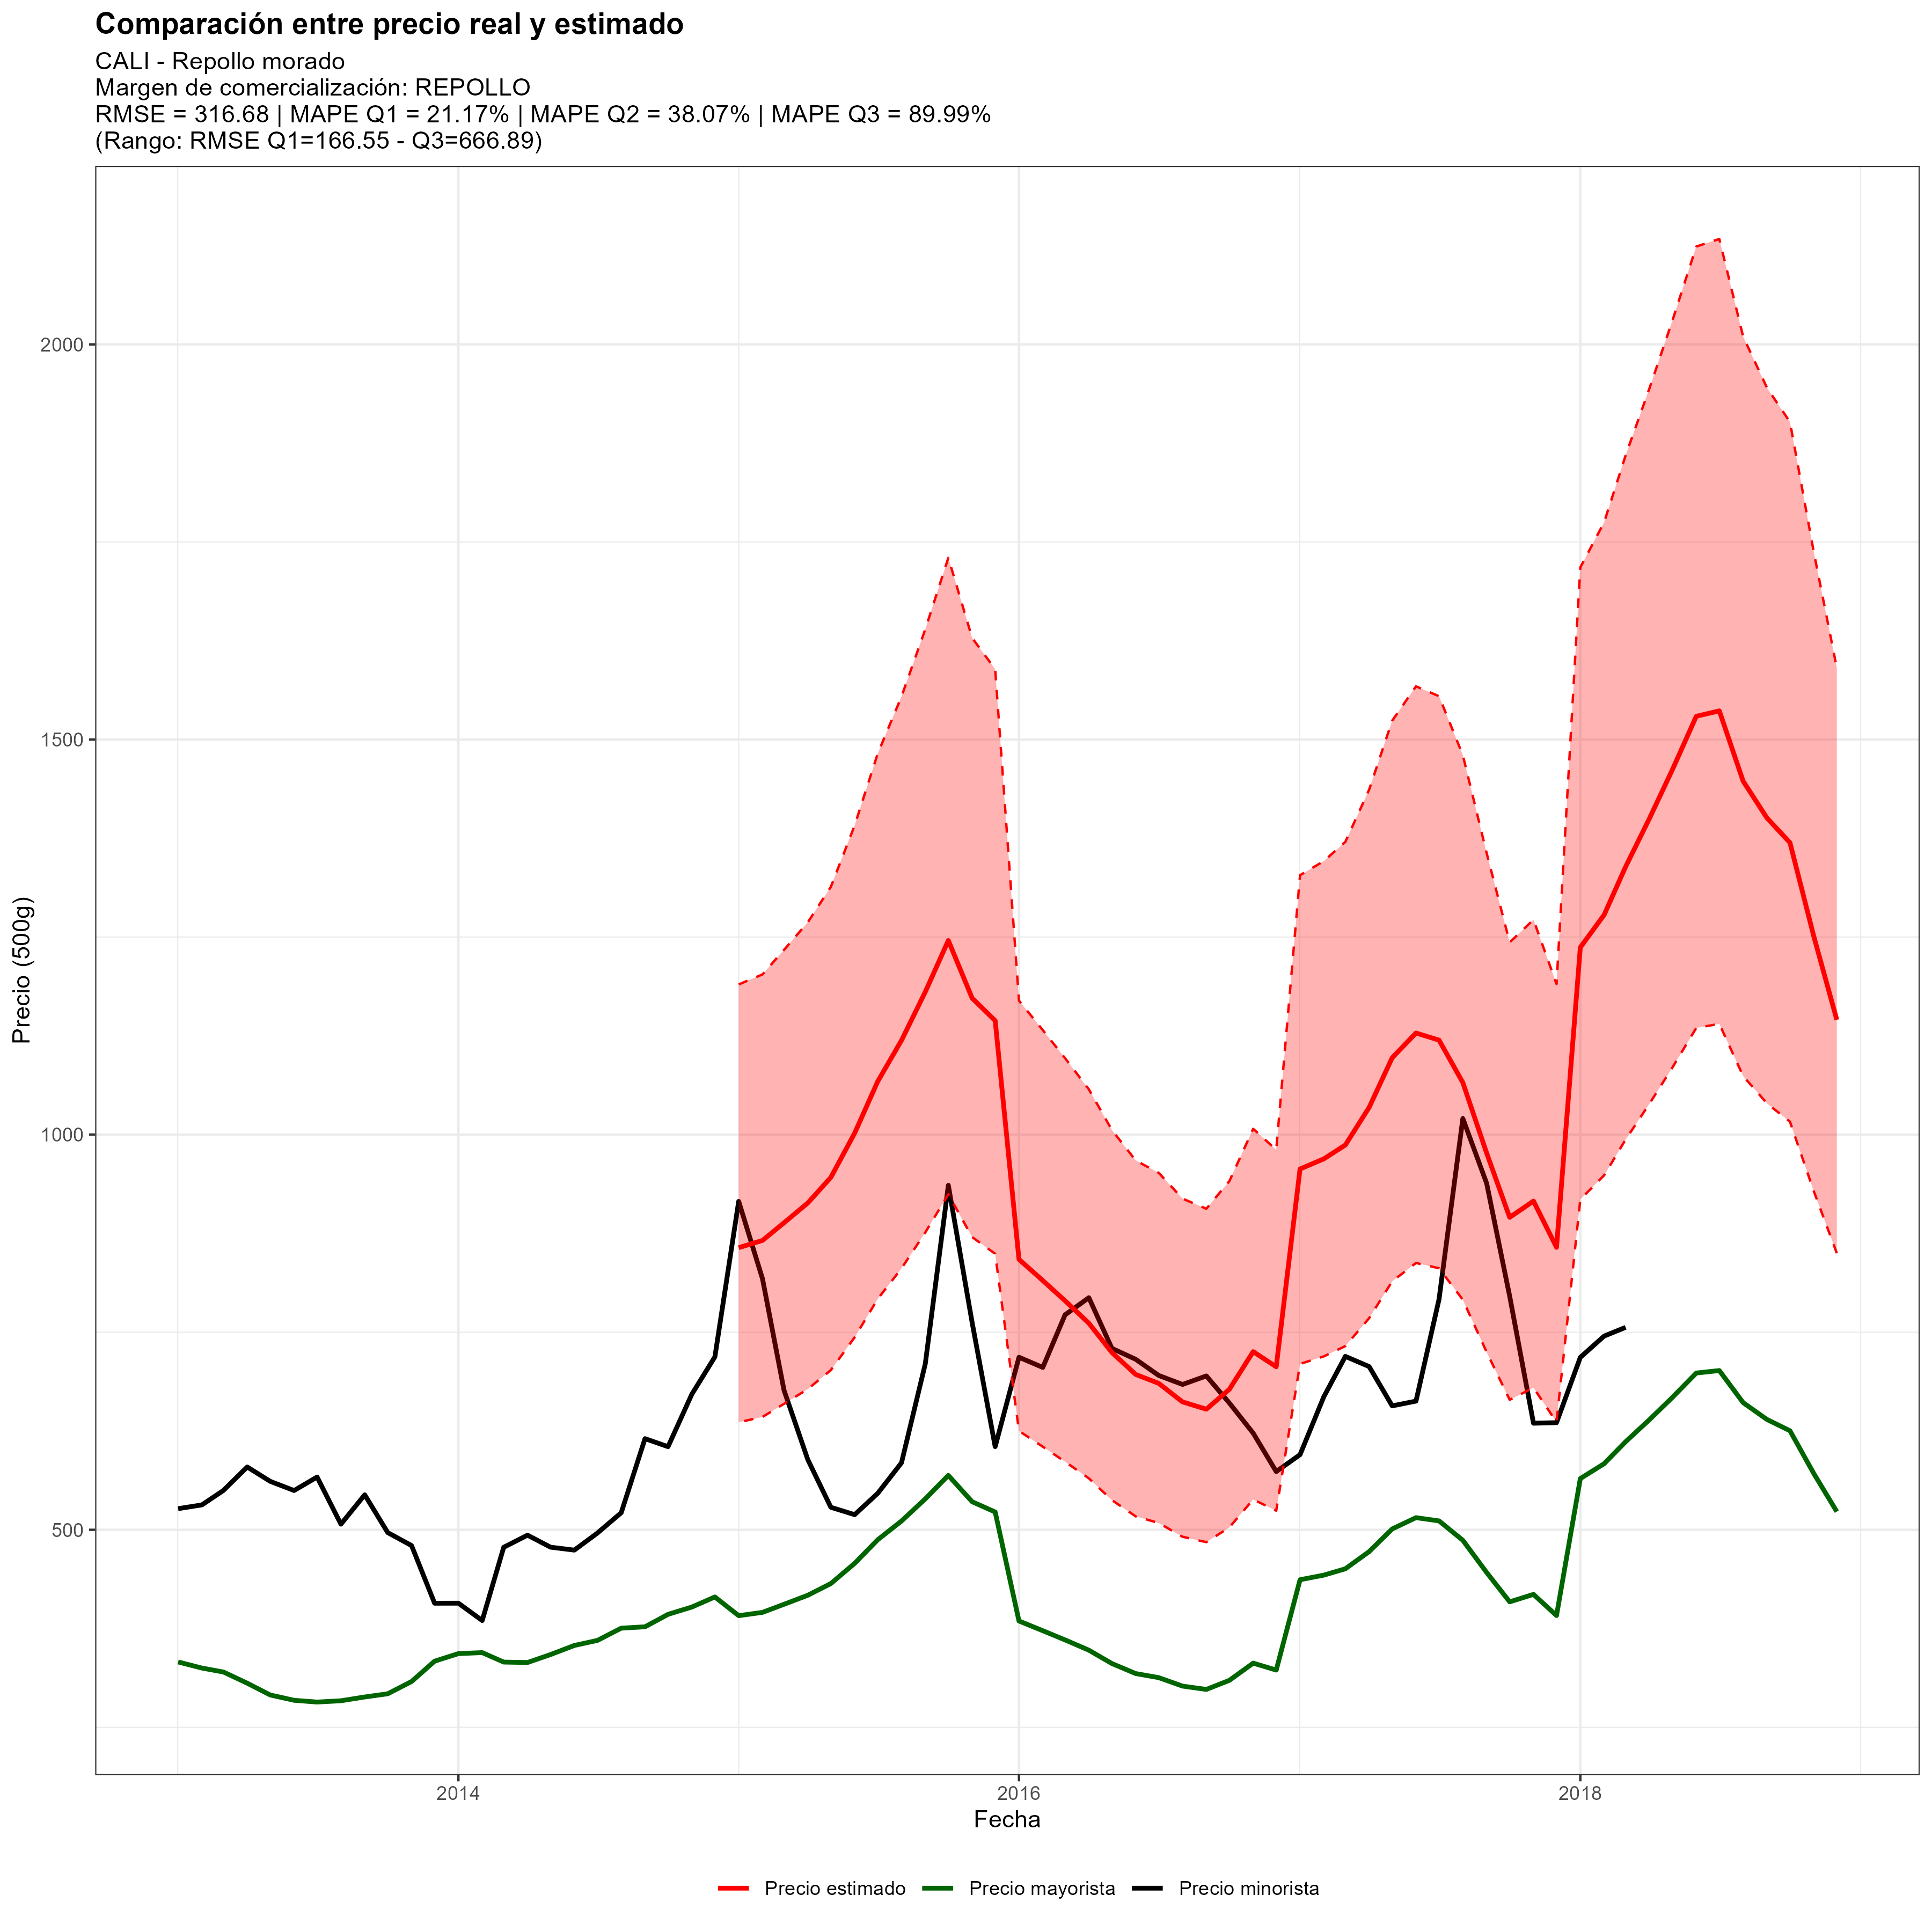 Comparación entre precio real y estimado
CALI - Repollo morado
Margen de comercialización: REPOLLO
RMSE = 316.68 | MAPE Q1 = 21.17% | MAPE Q2 = 38.07% | MAPE Q3 = 89.99%
(Rango: RMSE Q1=166.55 - Q3=666.89)
Precio (500g)
2000
1500
1000
500
2014
2016
2018
Fecha
Precio estimado
Precio mayorista
Precio minorista